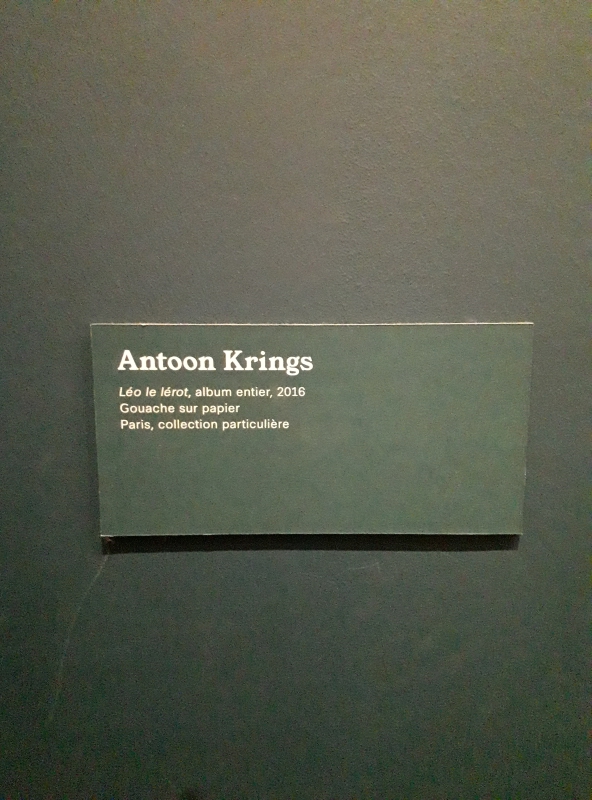 Antoon Krings
Léo le lérot, album entier, 2016
Gouache sur papier
Paris, collection particulière